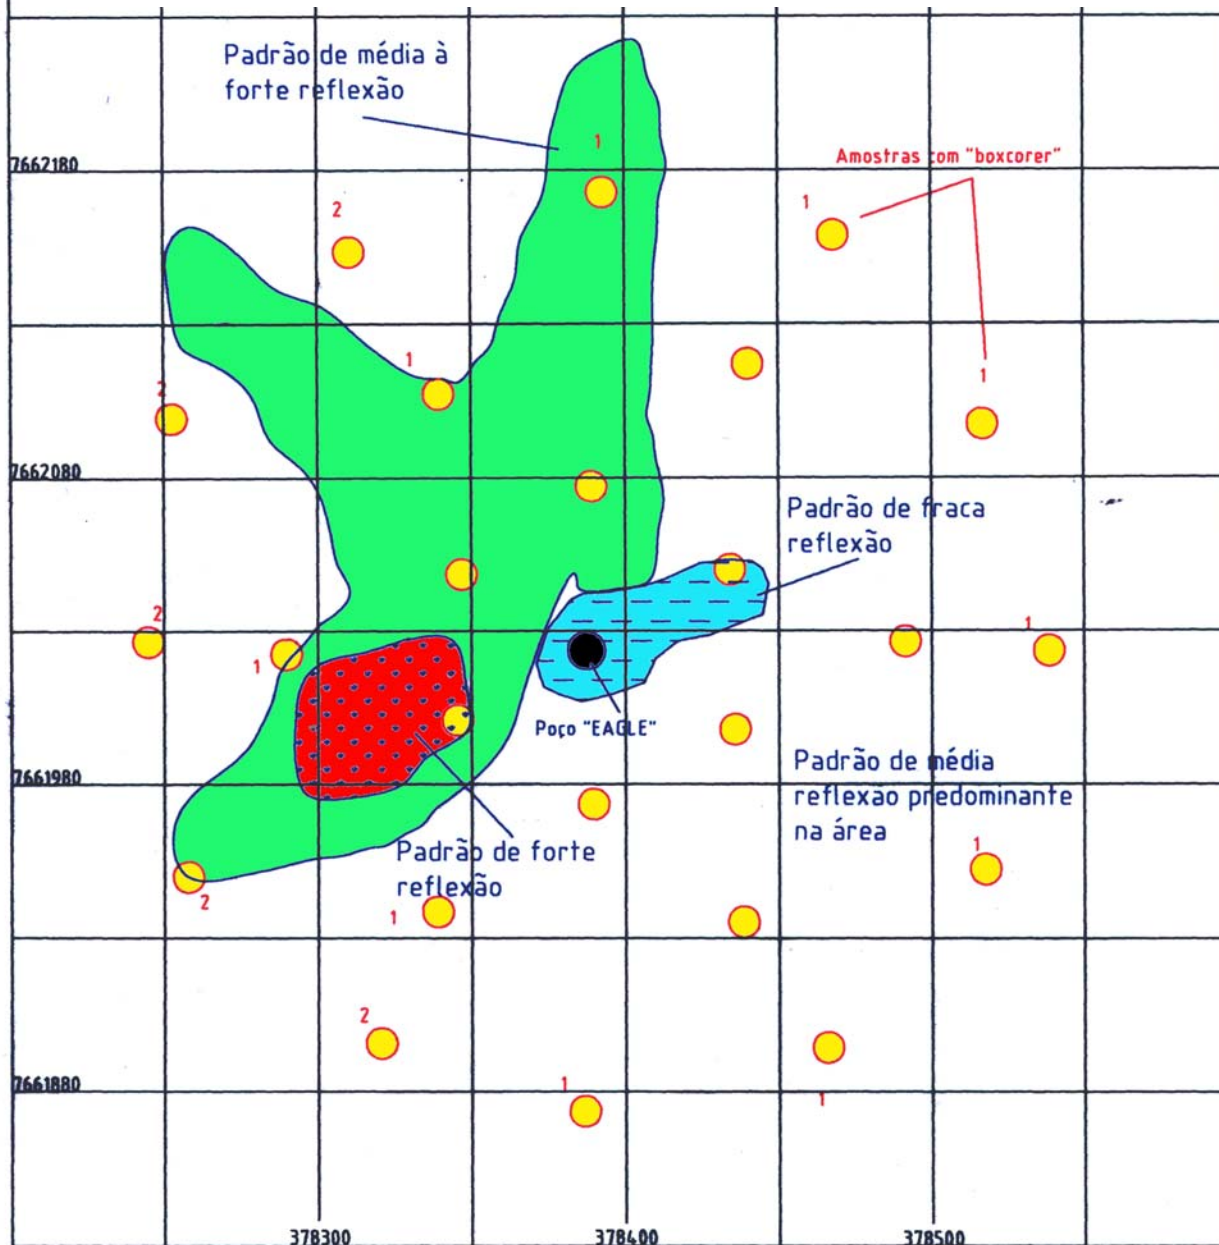 Padrão de média à
forte reflexão
1
7662180
Amostras com "boxcorer"
2
1
1
2
1
7662080
Padrão de fraca
reflexão
2
1
1
Poço "EAGLE"
Padrão de média
reflexão predominante
na área
7661980
Padrão de forte
reflexão
1
2
1
2
7661880
1
1
378300
378400
378500